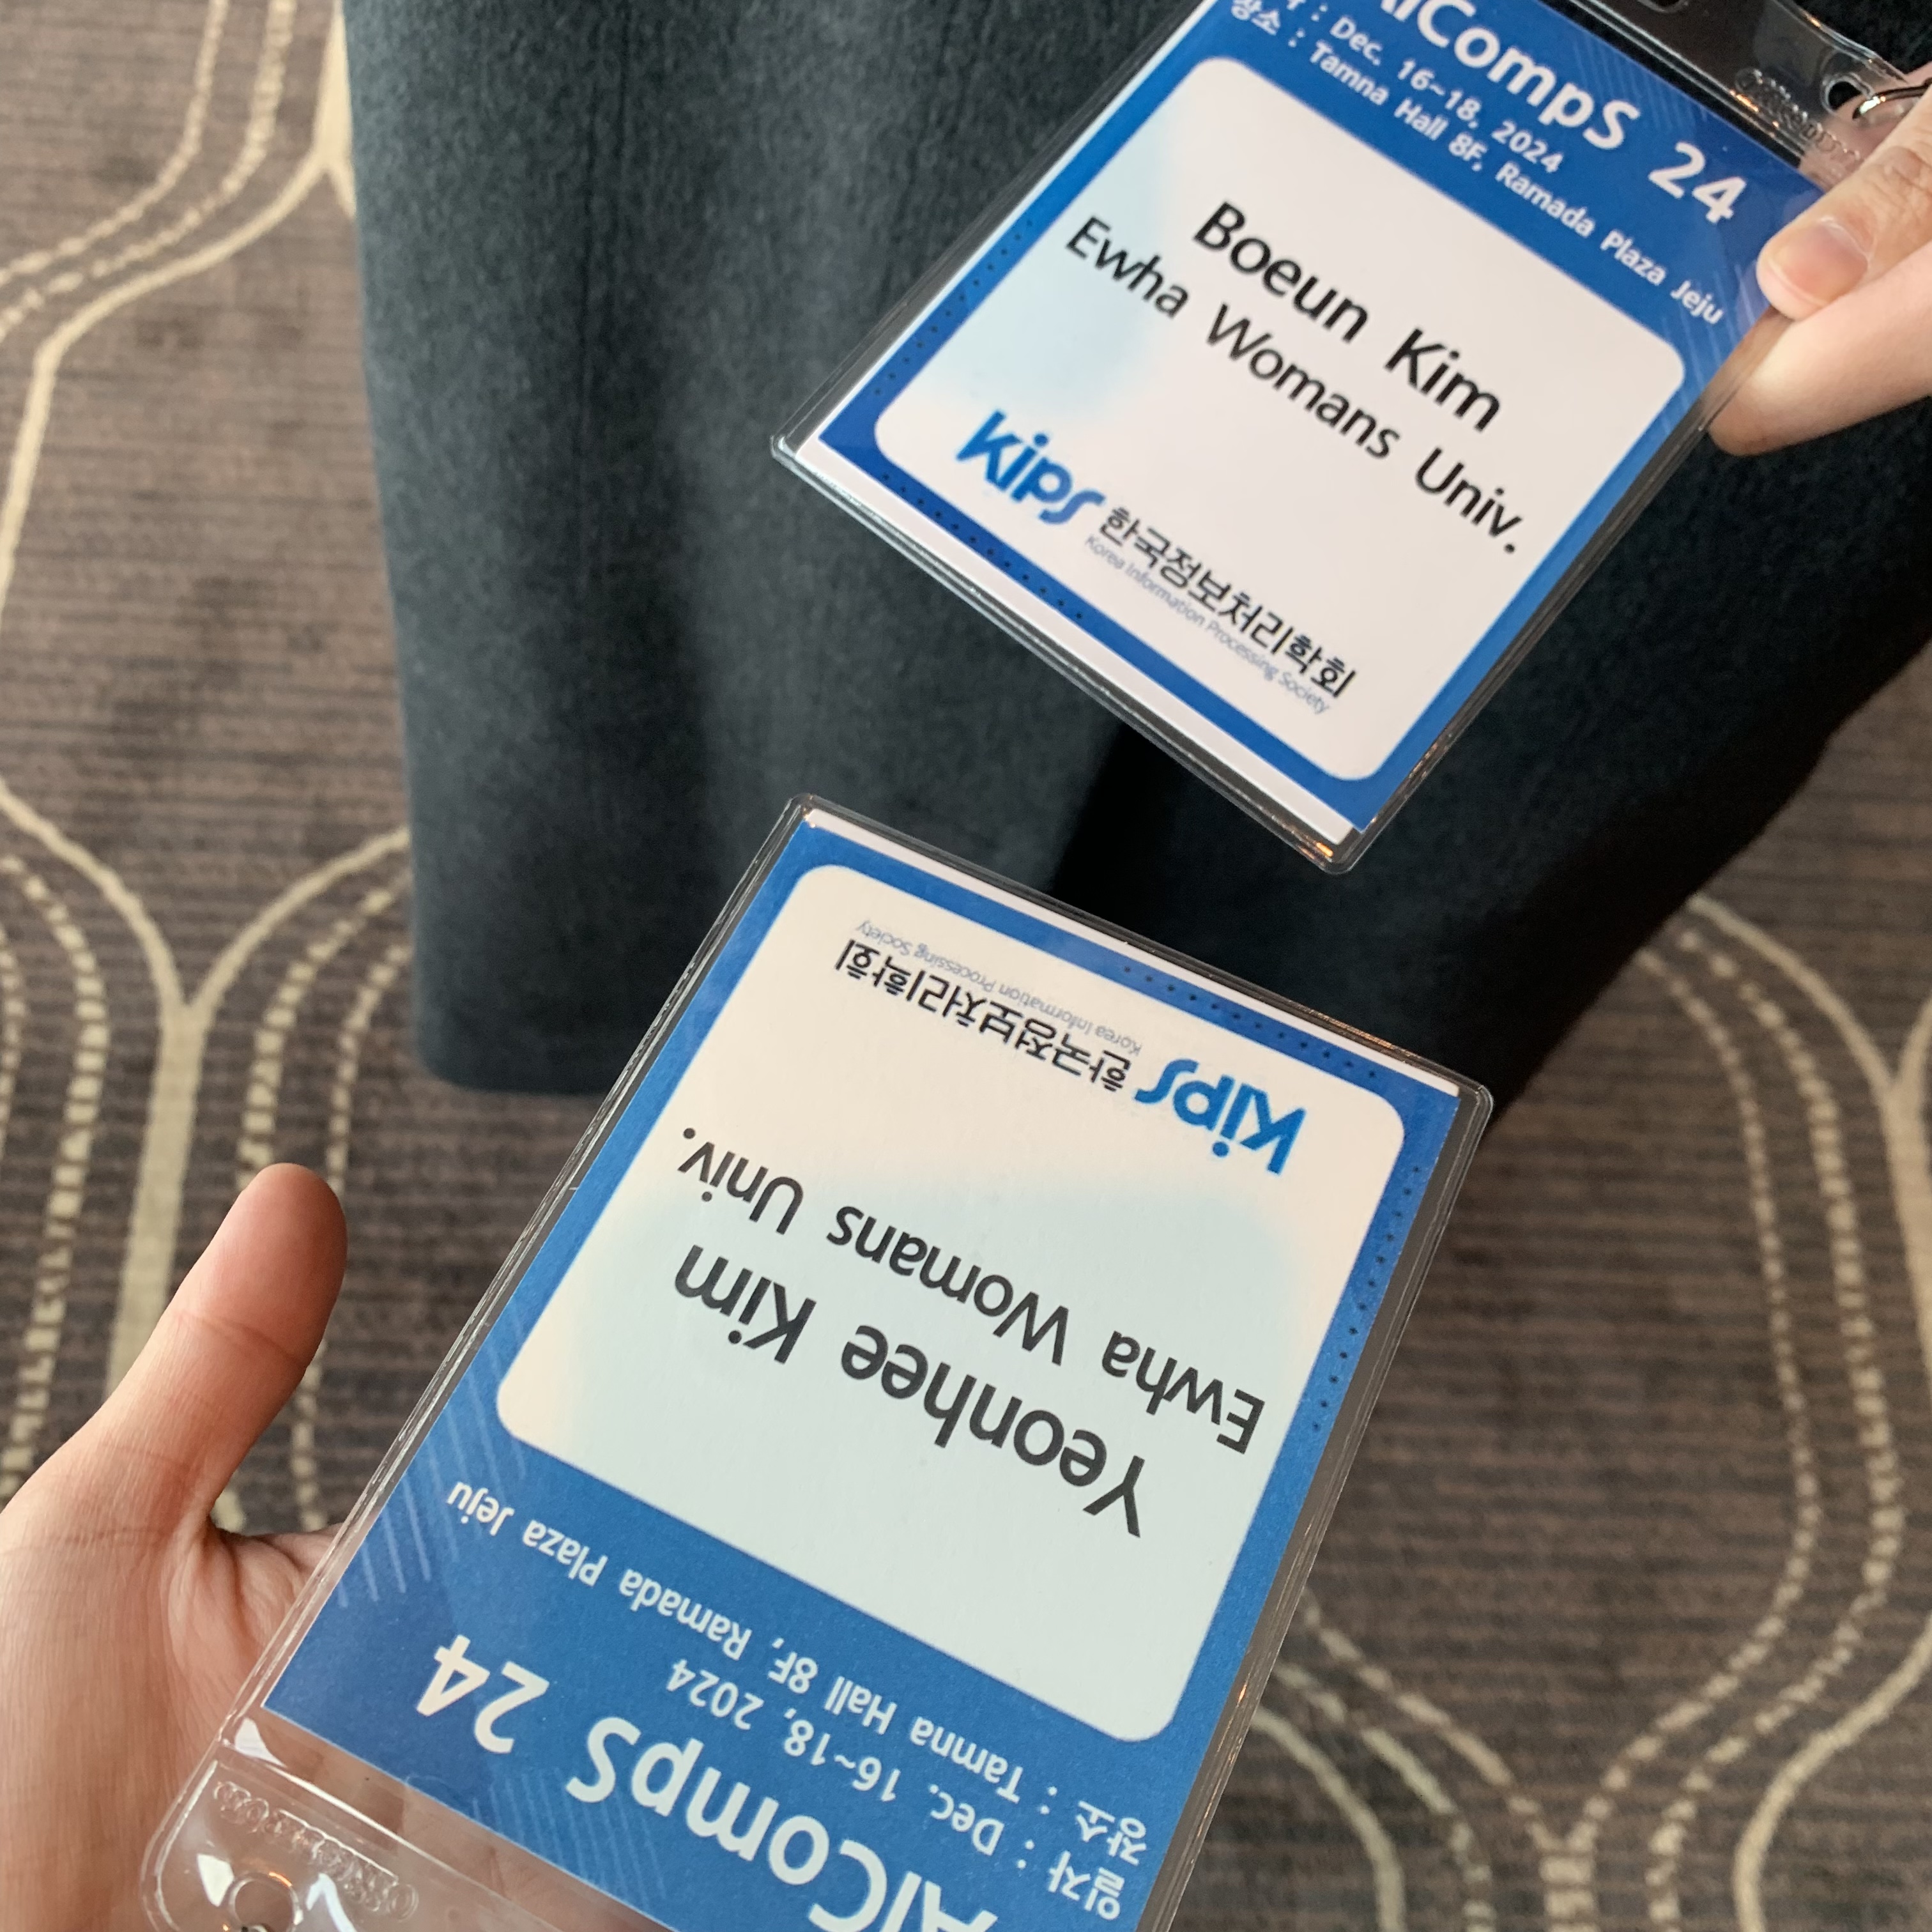 AICompS 24
: Dec. 16~18, 2024
장소 : Tamna Hall 8F, Ramada Plaza Jeju
Boeun Kim
Ewha Womans Univ.
kips 한국정보처리학회
Korea Information Processing Society
AICompS 24
일자 : Dec. 16~18, 2024
장소 : Tamna Hall 8F, Ramada Plaza Jeju
Yeonhee Kim
Ewha Womans Univ.
kips 한국정보처리학회
Korea Information Processing Society